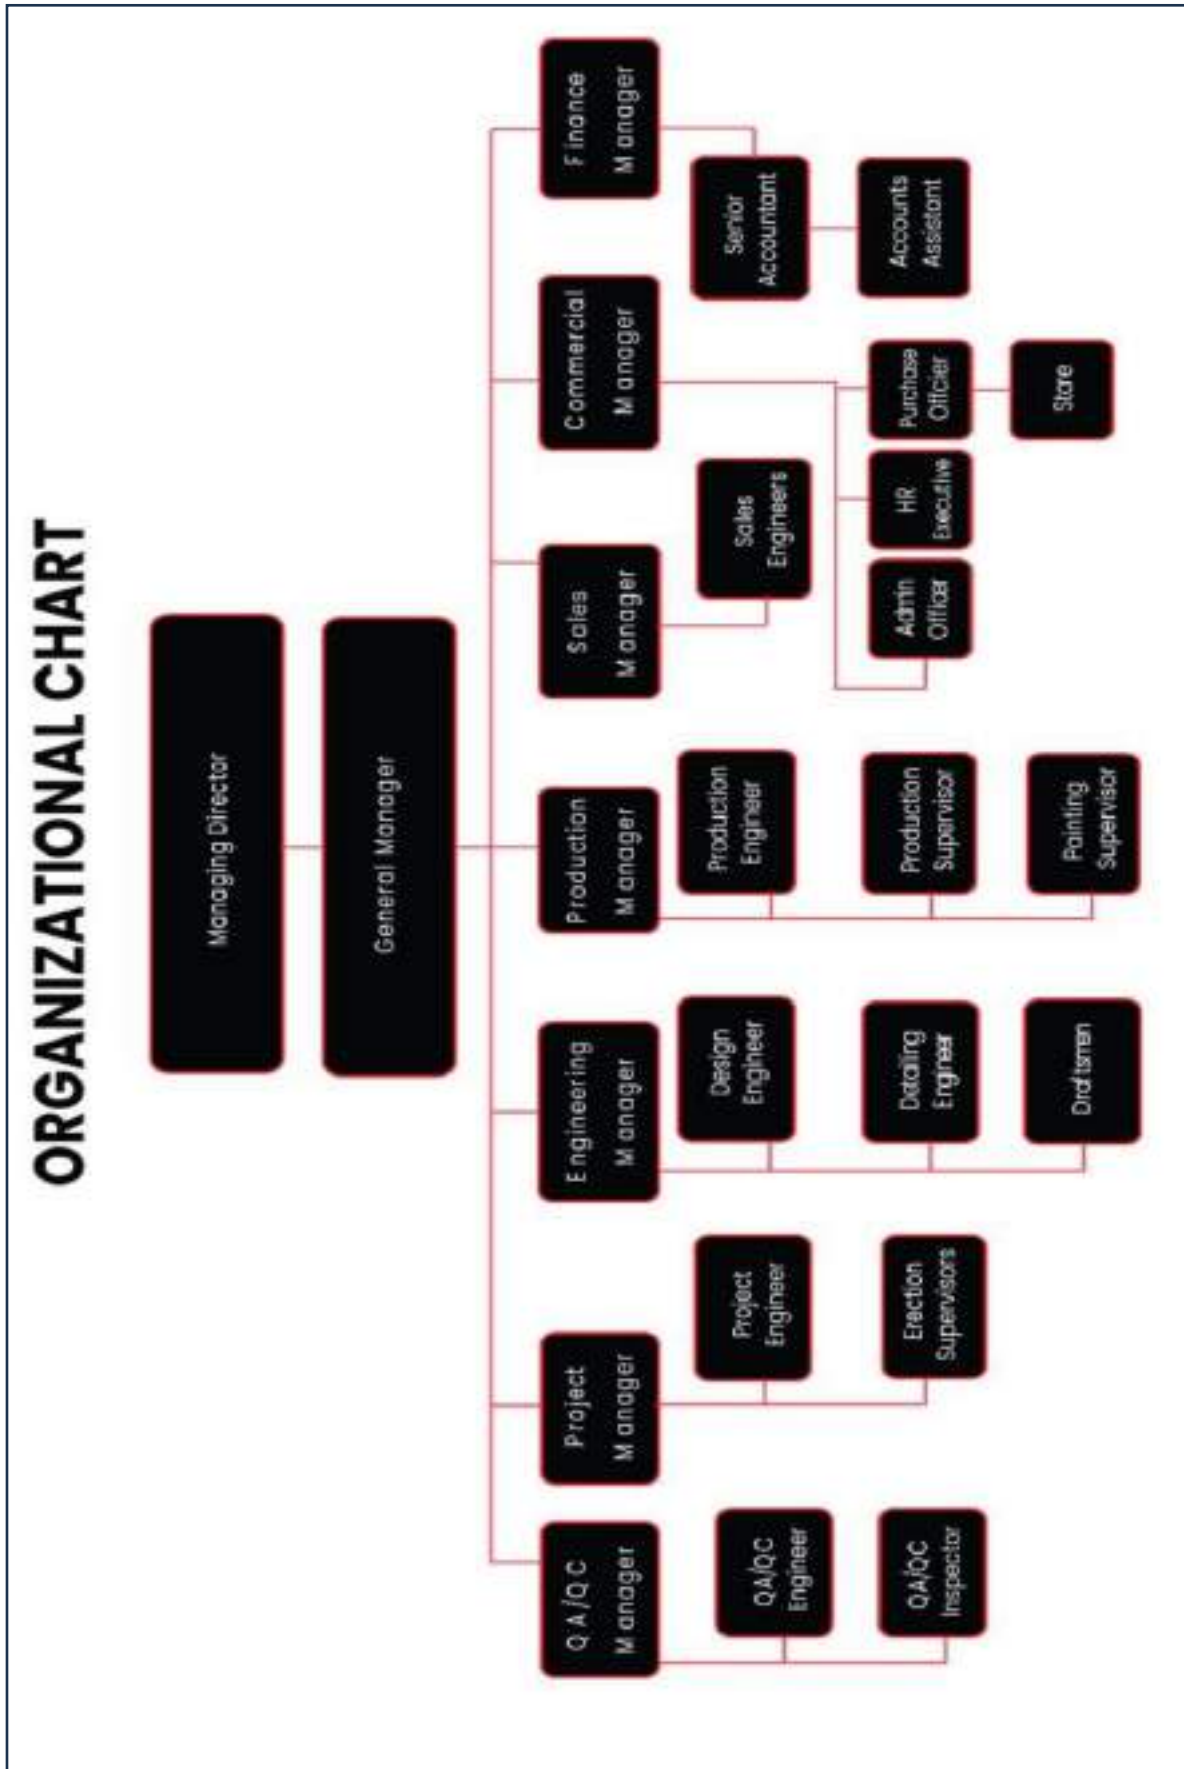 ORGANIZATIONAL CHART
Managing Director
General Manager
QA/QC
Manager
Project
Manager
Engineering
Manager
Production
Manager
Sales
Manager
Commercial
Manager
Finance
Manager
QA/QC
Engineer
QA/QC
Inspector
Project
Engineer
Erection
Supervisors
Design
Engineer
Detailing
Engineer
Draftsmen
Production
Engineer
Production
Supervisor
Painting
Supervisor
Sales
Engineers
Admin
Officer
HR
Executive
Purchase
Offcier
Store
Senior
Accountant
Accounts
Assistant